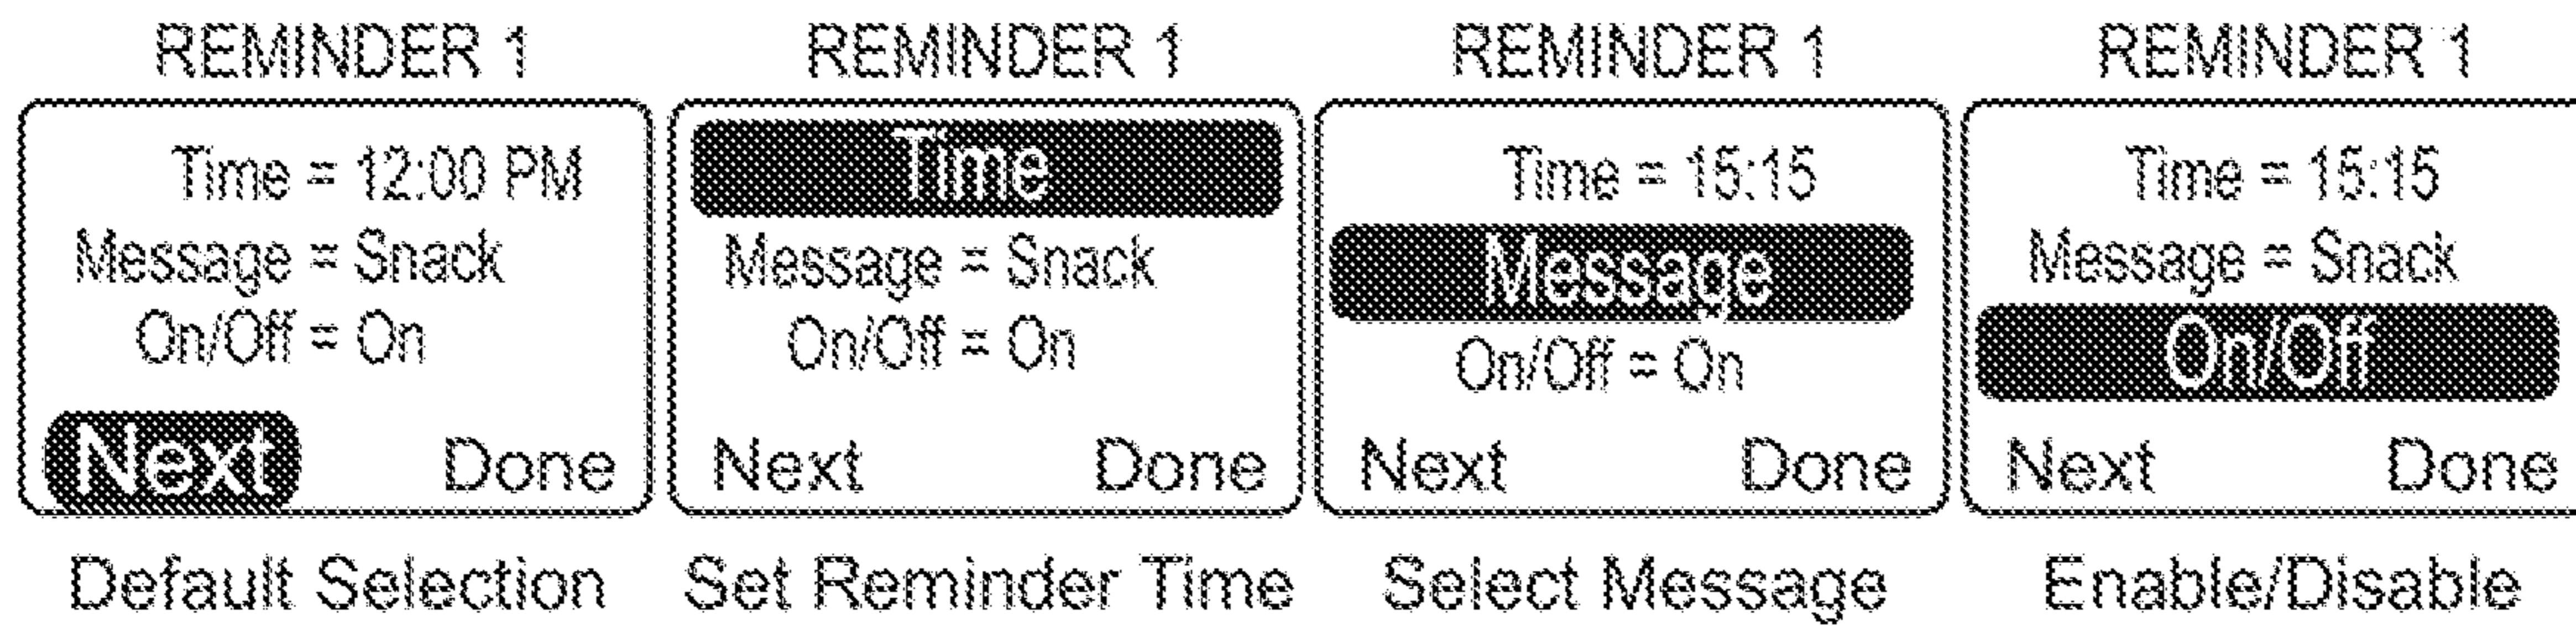 REMINDER 1
Time = 12:00 PM
Message = Snack
On/Off = On
Next Done
Default Selection
REMINDER 1
Time
Message = Snack
On/Off = On
Next Done
Set Reminder Time
REMINDER 1
Time = 15:15
Message
On/Off = On
Next Done
Select Message
REMINDER 1
Time = 15:15
Message = Snack
On/Off
Next Done
Enable/Disable